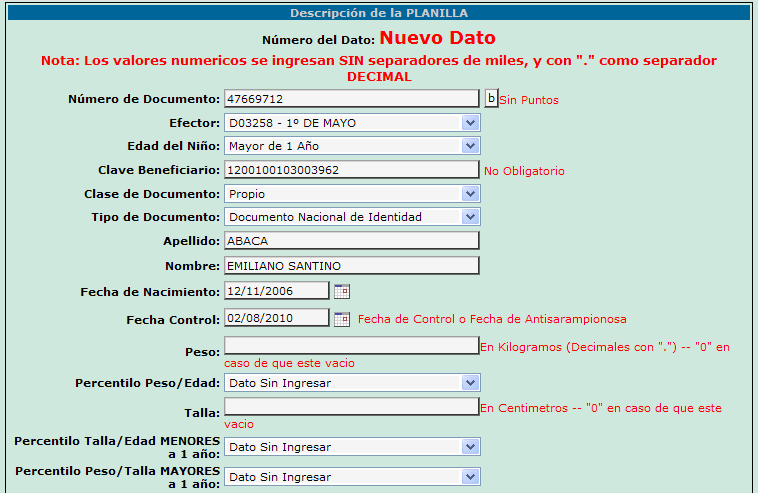 Descripción de la PLANILLA
Número del Dato: Nuevo Dato
Nota: Los valores numericos se ingresan SIN separadores de miles, y con "." como separador
DECIMAL
Número de Documento: 47669712 b Sin Puntos
Efector: D03258 - 1º DE MAYO
Edad del Niño: Mayor de 1 Año
Clave Beneficiario: 1200100103003962 No Obligatorio
Clase de Documento: Propio
Tipo de Documento: Documento Nacional de Identidad
Apellido: ABACA
Nombre: EMILIANO SANTINO
Fecha de Nacimiento: 12/11/2006
Fecha Control: 02/08/2010 Fecha de Control o Fecha de Antisarampionosa
Peso: En Kilogramos (Decimales con ".") -- "0" en
caso de que este vacio
Percentilo Peso/Edad: Dato Sin Ingresar
Talla: En Centimetros -- "0" en caso de que este
vacio
Percentilo Talla/Edad MENORES
a 1 año: Dato Sin Ingresar
Percentilo Peso/Talla MAYORES
a 1 año: Dato Sin Ingresar